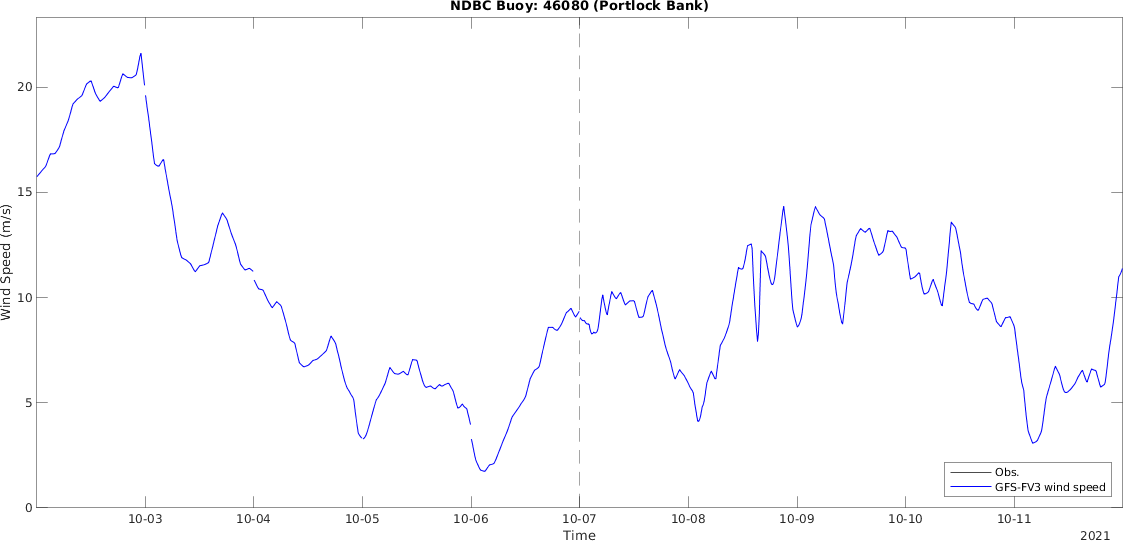 NDBC Buoy: 46080 (Portlock Bank)
20
15
10
5
0
Wind Speed (m/s)
10-03 10-04 10-05 10-06 10-07 10-08 10-09 10-10 10-11
Time
2021
Obs.
GFS-FV3 wind speed